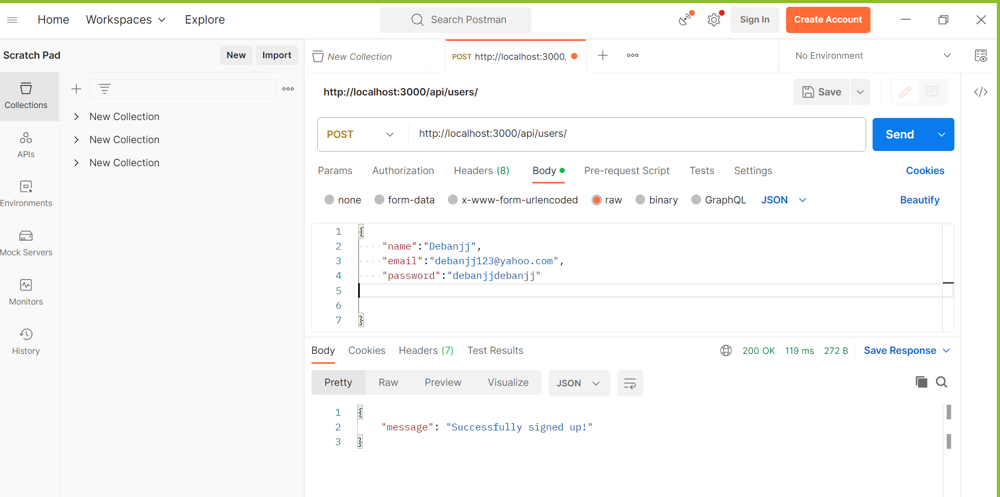 Home Workspaces Explore Search Postman Sign In Create Account
Scratch Pad New Import New Collection POST http://localhost:3000/ No Environment
http://localhost:3000/api/users/ Save
Collections
New Collection
New Collection
New Collection
APIs
Environments
Mock Servers
Monitors
History
POST http://localhost:3000/api/users/ Send
Params Authorization Headers (8) Body Pre-request Script Tests Settings Cookies
none form-data x-www-form-urlencoded raw binary GraphQL JSON Beautify
1 {
2 ····"name":"Debanjj",
3 ····"email":"debanjj123@yahoo.com",
4 ····"password":"debanjjdebanjj"
5
6
7 }
Body Cookies Headers (7) Test Results 200 OK 119 ms 272 B Save Response
Pretty Raw Preview Visualize JSON
1 {
2 "message": "Successfully signed up!"
3 }